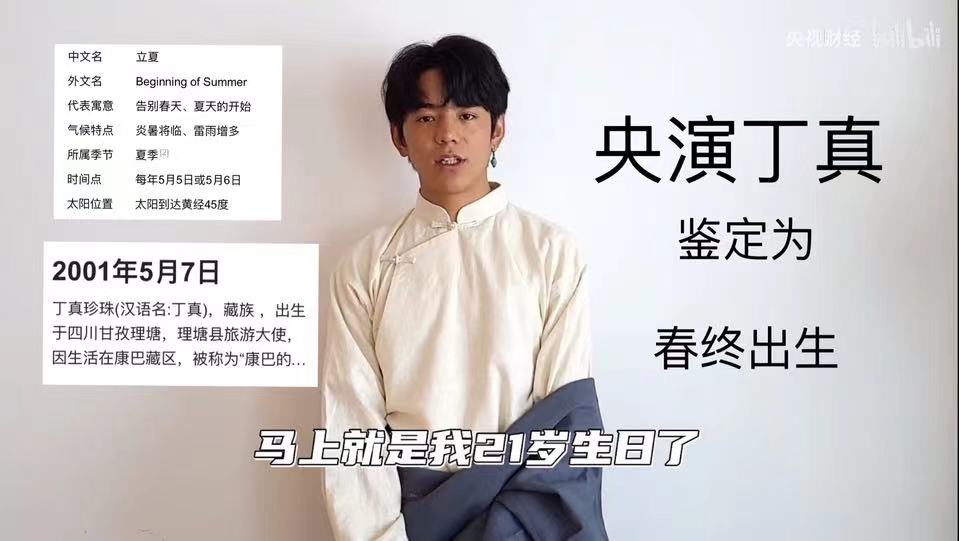 央视财经 bilibili
中文名 立夏
外文名 Beginning of Summer
代表寓意 告别春天、夏天的开始
气候特点 炎暑将临、雷雨增多
所属季节 夏季[2]
时间点 每年5月5日或5月6日
太阳位置 太阳到达黄经45度
2001年5月7日
丁真珍珠(汉语名:丁真)，藏族 ，出生
于四川甘孜理塘，理塘县旅游大使，
因生活在康巴藏区，被称为“康巴的...
央演丁真
鉴定为
春终出生
马上就是我21岁生日了